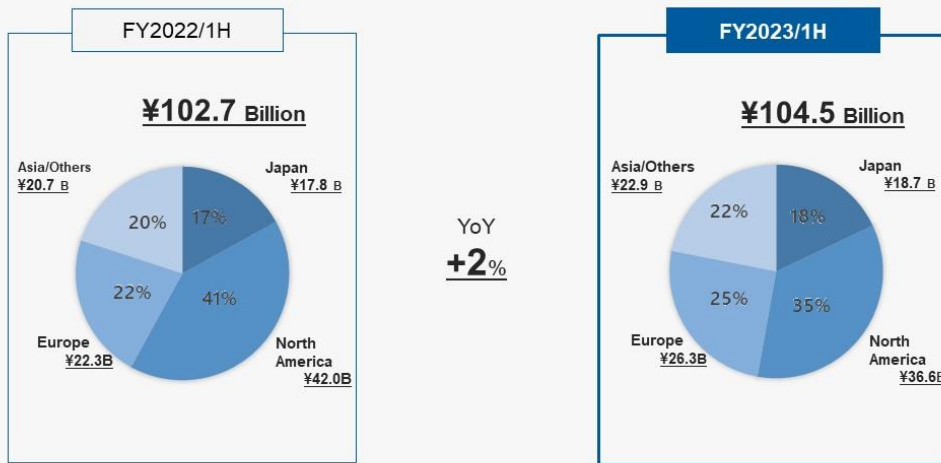 FY2022/1H
¥102.7 Billion
Asia/Others
¥20.7 B
Japan
¥17.8 B
20%
17%
22%
41%
Europe
¥22.3B
North
America
¥42.0B
YoY
+2%
FY2023/1H
¥104.5 Billion
Asia/Others
¥22.9 B
Japan
¥18.7 B
22%
18%
25%
35%
Europe
¥26.3B
North
America
¥36.6B